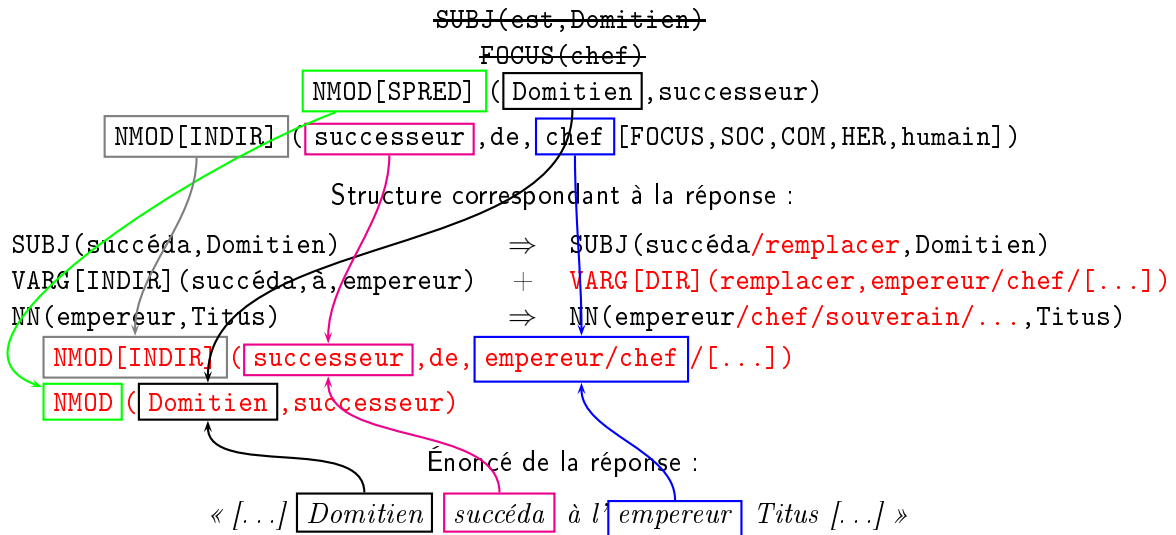 SUBJ(est,Domitien)
FOCUS(chef)
NMOD[SPRED](Domitien,successeur)
NMOD[INDIR](successeur,de,chef[FOCUS,SOC,COM,HER,humain])
Structure correspondant à la réponse :
SUBJ(succéda,Domitien) ⇒ SUBJ(succéda/remplacer,Domitien)
VARG[INDIR](succéda,à,empereur) + VARG[DIR](remplacer,empereur/chef/[...])
NN(empereur,Titus) ⇒ NN(empereur/chef/souverain/...,Titus)
NMOD[INDIR](successeur,de,empereur/chef/[...])
NMOD(Domitien,successeur)
Énoncé de la réponse :
« [...] Domitien succéda à l'empereur Titus [...] »